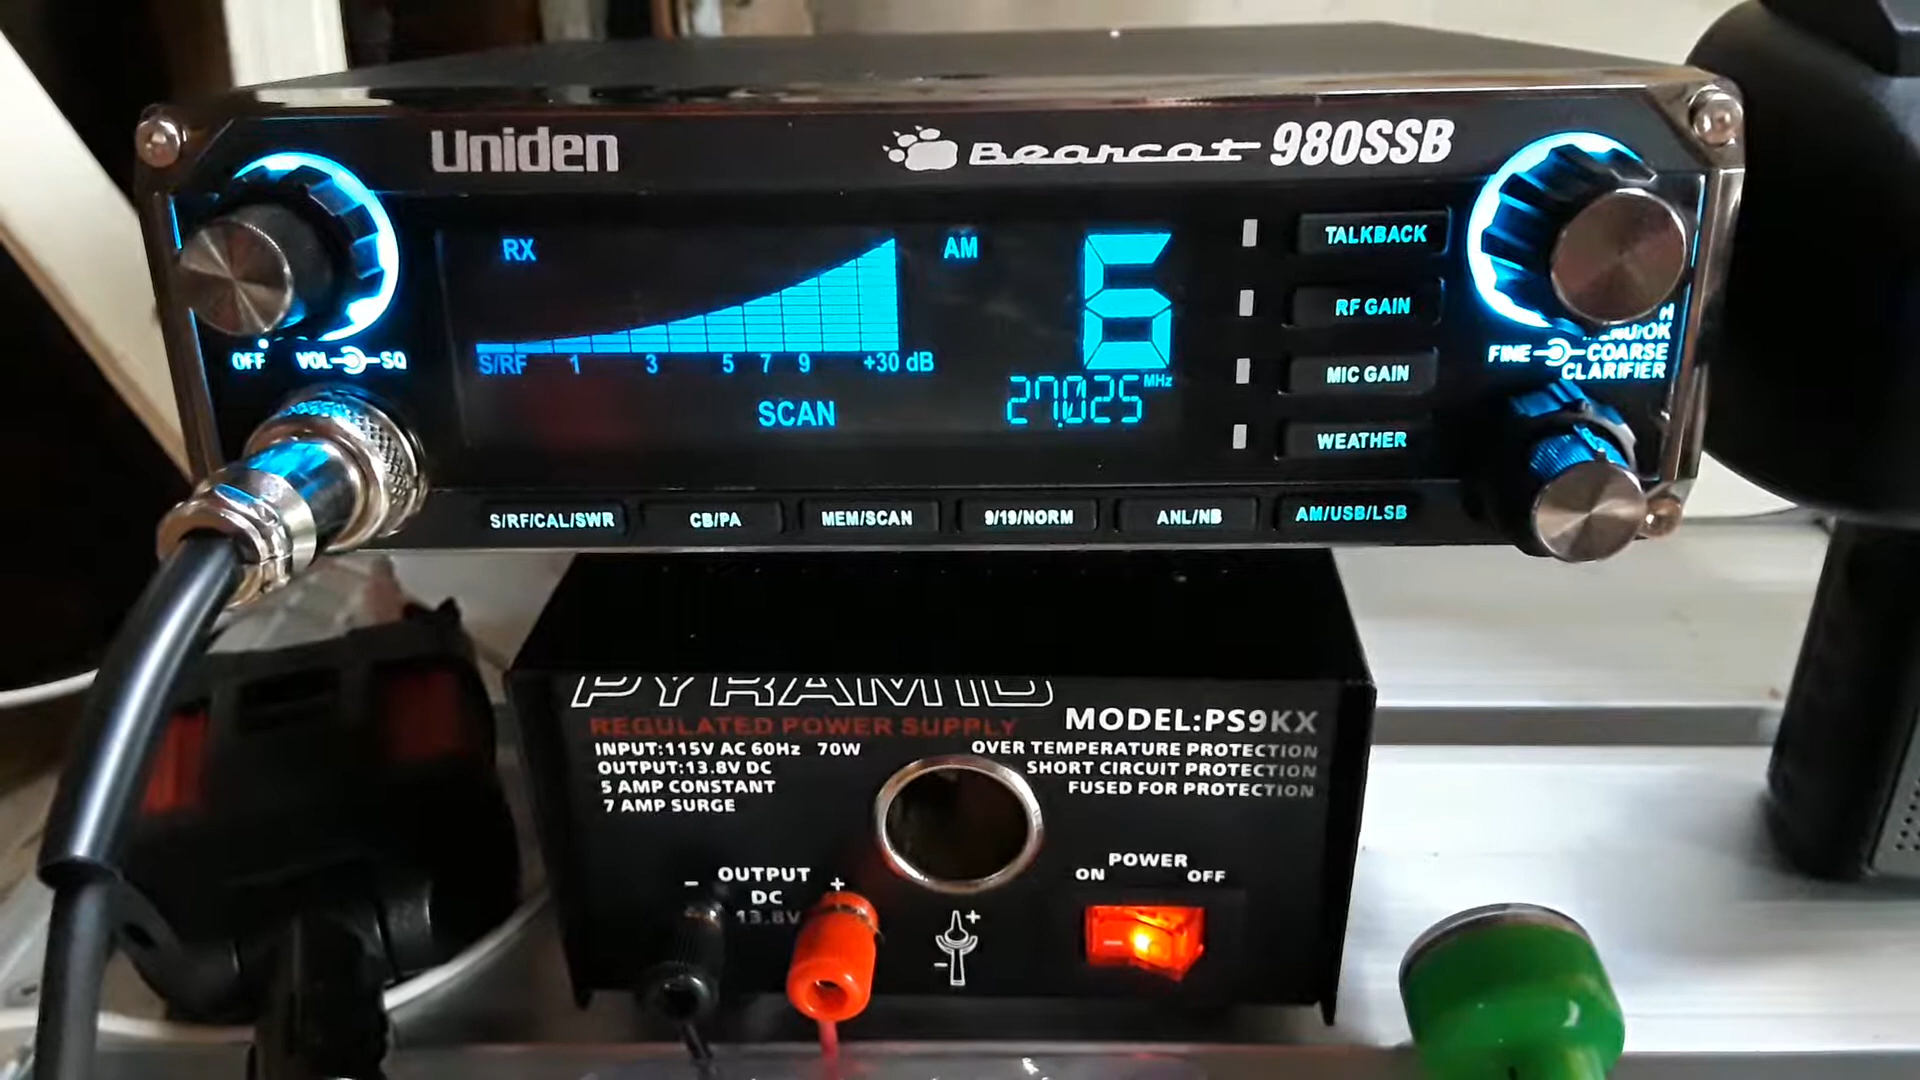 Uniden
Bearcat 980SSB
RX
AM
6
S/RF 1 3 5 7 9 +30 dB
27.025 MHz
SCAN
TALKBACK
RF GAIN
MIC GAIN
WEATHER
OFF VOL SQ
FINE COARSE
CLARIFIER
S/RF/CAL/SWR CB/PA MEM/SCAN 9/19/NORM ANL/NB AM/USB/LSB
PYRAMID
REGULATED POWER SUPPLY
MODEL:PS9KX
INPUT:115V AC 60Hz 70W
OUTPUT:13.8V DC
5 AMP CONSTANT
7 AMP SURGE
OVER TEMPERATURE PROTECTION
SHORT CIRCUIT PROTECTION
FUSED FOR PROTECTION
- OUTPUT +
DC
13.8V
+
-
POWER
ON OFF